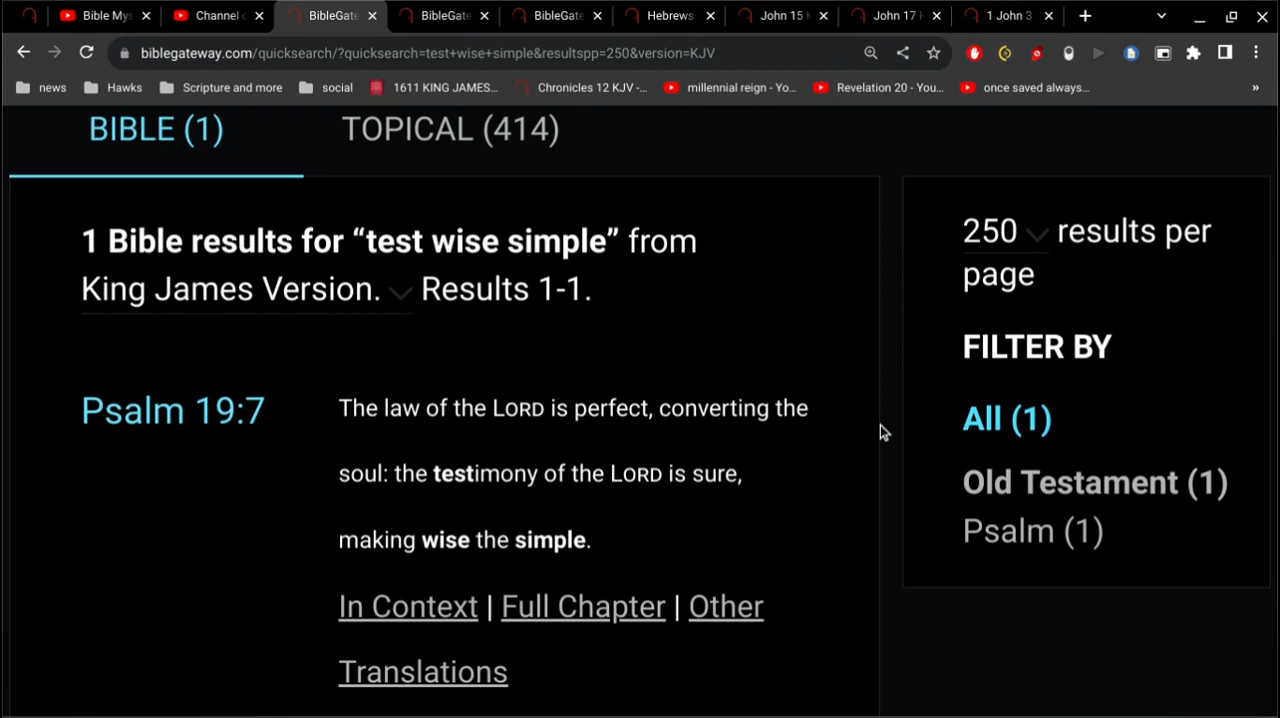 Bible Mys
Channel
BibleGate
BibleGate
BibleGate
Hebrews
John 15
John 17
1 John 3
biblegateway.com/quicksearch/?quicksearch=test+wise+simple&resultspp=250&version=KJV
news
Hawks
Scripture and more
social
1611 KING JAMES...
Chronicles 12 KJV -...
millennial reign - Yo...
Revelation 20 - You...
once saved always...
»
BIBLE (1)
TOPICAL (414)
1 Bible results for “test wise simple” from
King James Version. Results 1-1.
Psalm 19:7
The law of the LORD is perfect, converting the
soul: the testimony of the LORD is sure,
making wise the simple.
In Context | Full Chapter | Other
Translations
250 results per
page
FILTER BY
All (1)
Old Testament (1)
Psalm (1)